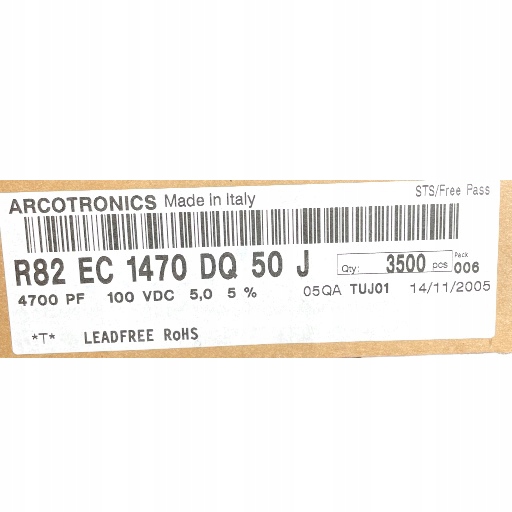 STS/Free Pass
ARCOTRONICS Made in Italy
R82 EC 1470 DQ 50 J
Qty: 3500 pcs
Pack
006
4700 PF 100 VDC 5,0 5 %
05QA TUJ01 14/11/2005
*T* LEADFREE RoHS